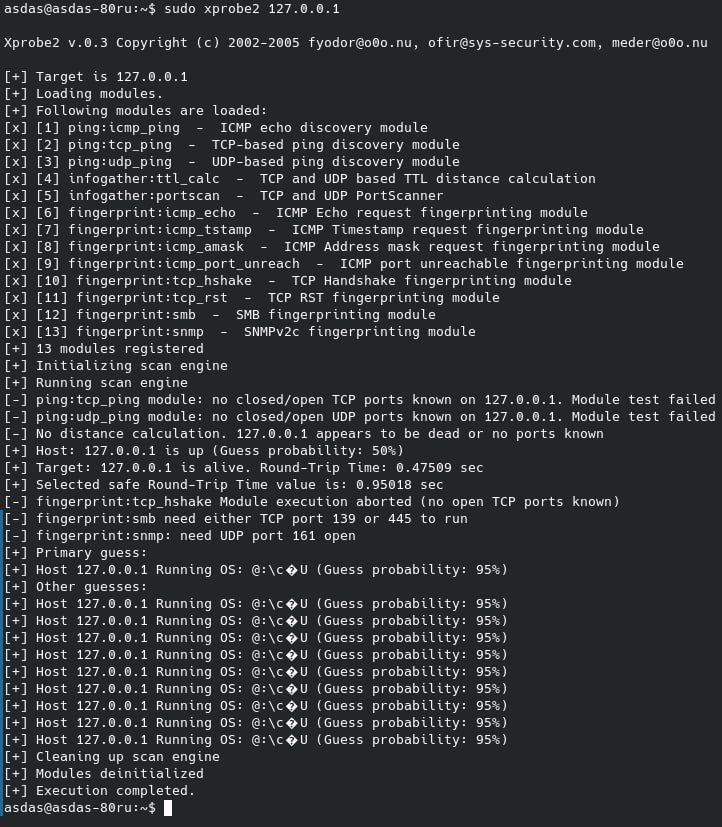 asdas@asdas-80ru:~$ sudo xprobe2 127.0.0.1
Xprobe2 v.0.3 Copyright (c) 2002-2005 fyodor@o0o.nu, ofir@sys-security.com, meder@o0o.nu
[+] Target is 127.0.0.1
[+] Loading modules.
[+] Following modules are loaded:
[x] [1] ping:icmp_ping  -  ICMP echo discovery module
[x] [2] ping:tcp_ping  -  TCP-based ping discovery module
[x] [3] ping:udp_ping  -  UDP-based ping discovery module
[x] [4] infogather:ttl_calc  -  TCP and UDP based TTL distance calculation
[x] [5] infogather:portscan  -  TCP and UDP PortScanner
[x] [6] fingerprint:icmp_echo  -  ICMP Echo request fingerprinting module
[x] [7] fingerprint:icmp_tstamp  -  ICMP Timestamp request fingerprinting module
[x] [8] fingerprint:icmp_amask  -  ICMP Address mask request fingerprinting module
[x] [9] fingerprint:icmp_port_unreach  -  ICMP port unreachable fingerprinting module
[x] [10] fingerprint:tcp_hshake  -  TCP Handshake fingerprinting module
[x] [11] fingerprint:tcp_rst  -  TCP RST fingerprinting module
[x] [12] fingerprint:smb  -  SMB fingerprinting module
[x] [13] fingerprint:snmp  -  SNMPv2c fingerprinting module
[+] 13 modules registered
[+] Initializing scan engine
[+] Running scan engine
[-] ping:tcp_ping module: no closed/open TCP ports known on 127.0.0.1. Module test failed
[-] ping:udp_ping module: no closed/open UDP ports known on 127.0.0.1. Module test failed
[-] No distance calculation. 127.0.0.1 appears to be dead or no ports known
[+] Host: 127.0.0.1 is up (Guess probability: 50%)
[+] Target: 127.0.0.1 is alive. Round-Trip Time: 0.47509 sec
[+] Selected safe Round-Trip Time value is: 0.95018 sec
[-] fingerprint:tcp_hshake Module execution aborted (no open TCP ports known)
[-] fingerprint:smb need either TCP port 139 or 445 to run
[-] fingerprint:snmp: need UDP port 161 open
[+] Primary guess:
[+] Host 127.0.0.1 Running OS: @:\c�U (Guess probability: 95%)
[+] Other guesses:
[+] Host 127.0.0.1 Running OS: @:\c�U (Guess probability: 95%)
[+] Host 127.0.0.1 Running OS: @:\c�U (Guess probability: 95%)
[+] Host 127.0.0.1 Running OS: @:\c�U (Guess probability: 95%)
[+] Host 127.0.0.1 Running OS: @:\c�U (Guess probability: 95%)
[+] Host 127.0.0.1 Running OS: @:\c�U (Guess probability: 95%)
[+] Host 127.0.0.1 Running OS: @:\c�U (Guess probability: 95%)
[+] Host 127.0.0.1 Running OS: @:\c�U (Guess probability: 95%)
[+] Host 127.0.0.1 Running OS: @:\c�U (Guess probability: 95%)
[+] Host 127.0.0.1 Running OS: @:\c�U (Guess probability: 95%)
[+] Cleaning up scan engine
[+] Modules deinitialized
[+] Execution completed.
asdas@asdas-80ru:~$